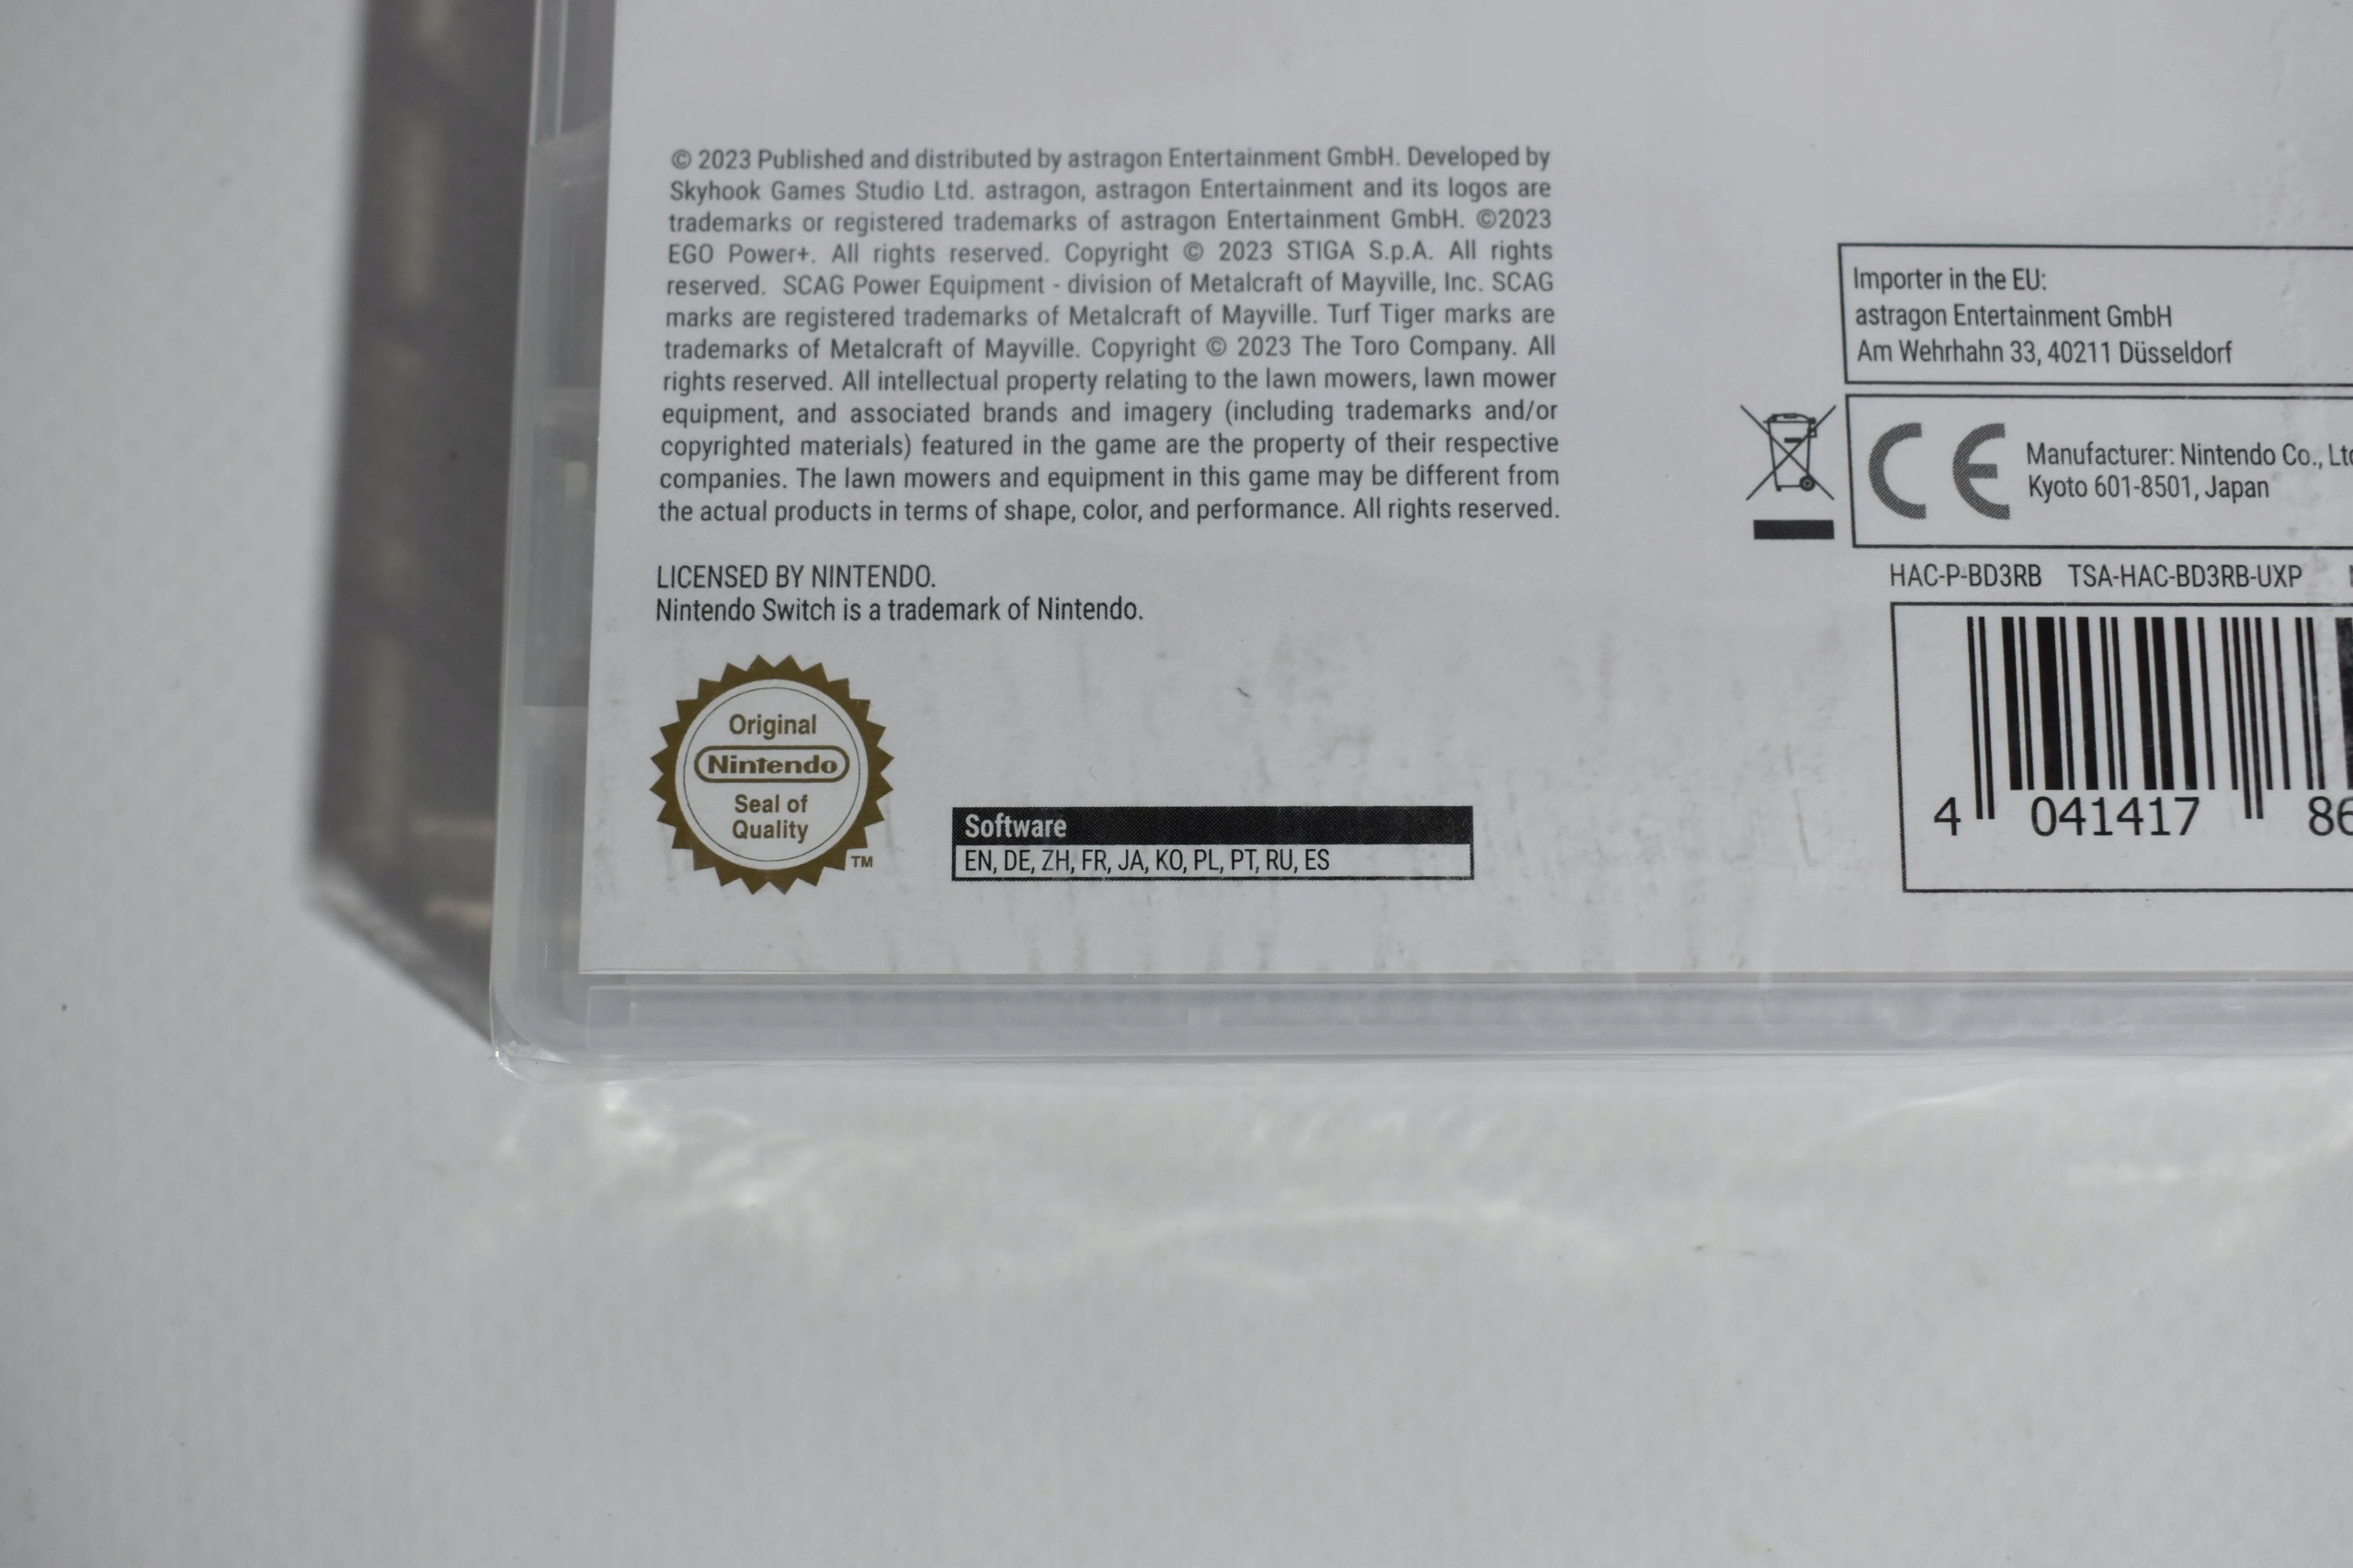 © 2023 Published and distributed by astragon Entertainment GmbH. Developed by
Skyhook Games Studio Ltd. astragon, astragon Entertainment and its logos are
trademarks or registered trademarks of astragon Entertainment GmbH. ©2023
EGO Power+. All rights reserved. Copyright © 2023 STIGA S.p.A. All rights
reserved. SCAG Power Equipment - division of Metalcraft of Mayville, Inc. SCAG
marks are registered trademarks of Metalcraft of Mayville. Turf Tiger marks are
trademarks of Metalcraft of Mayville. Copyright © 2023 The Toro Company. All
rights reserved. All intellectual property relating to the lawn mowers, lawn mower
equipment, and associated brands and imagery (including trademarks and/or
copyrighted materials) featured in the game are the property of their respective
companies. The lawn mowers and equipment in this game may be different from
the actual products in terms of shape, color, and performance. All rights reserved.
LICENSED BY NINTENDO.
Nintendo Switch is a trademark of Nintendo.
Original
Nintendo
Seal of
Quality
TM
Software
EN, DE, ZH, FR, JA, KO, PL, PT, RU, ES
Importer in the EU:
astragon Entertainment GmbH
Am Wehrhahn 33, 40211 Düsseldorf
CE
Manufacturer: Nintendo Co., Ltd
Kyoto 601-8501, Japan
HAC-P-BD3RB TSA-HAC-BD3RB-UXP
4 041417 86